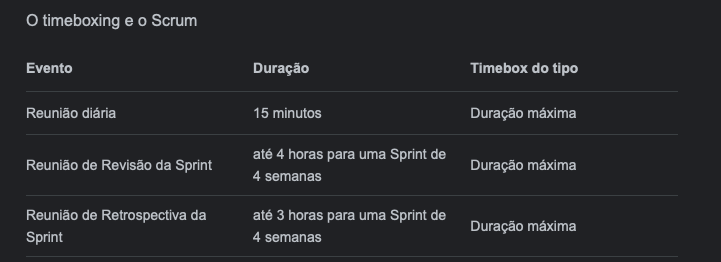 O timeboxing e o Scrum
Evento Duração Timebox do tipo
Reunião diária 15 minutos Duração máxima
Reunião de Revisão da Sprint até 4 horas para uma Sprint de 4 semanas Duração máxima
Reunião de Retrospectiva da Sprint até 3 horas para uma Sprint de 4 semanas Duração máxima